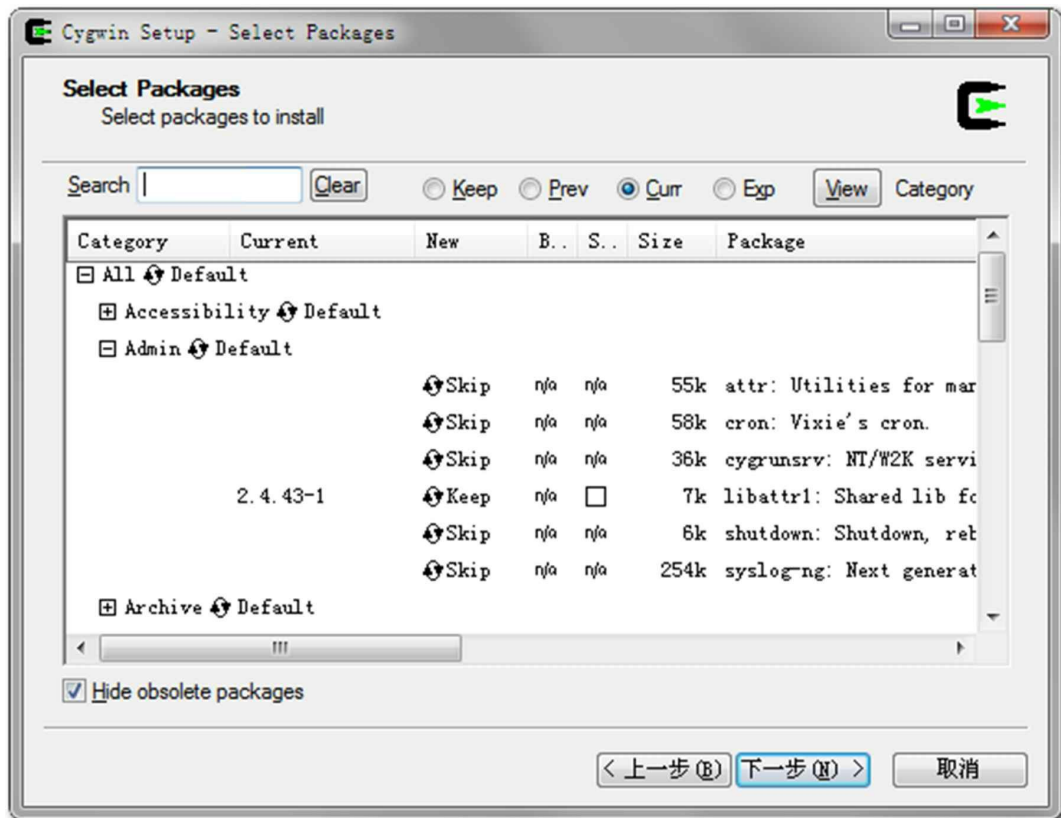 Cygwin Setup - Select Packages
Select Packages
Select packages to install
Search Clear Keep Prev Curr Exp View Category
Category Current New B.. S.. Size Package
All Default
Accessibility Default
Admin Default
Skip n/a n/a 55k attr: Utilities for mar
Skip n/a n/a 58k cron: Vixie's cron.
Skip n/a n/a 36k cygrunsrv: NT/W2K servi
2.4.43-1 Keep n/a 7k libattr1: Shared lib fo
Skip n/a n/a 6k shutdown: Shutdown, reb
Skip n/a n/a 254k syslog-ng: Next generat
Archive Default
Hide obsolete packages
< 上一步(B) 下一步(N) > 取消